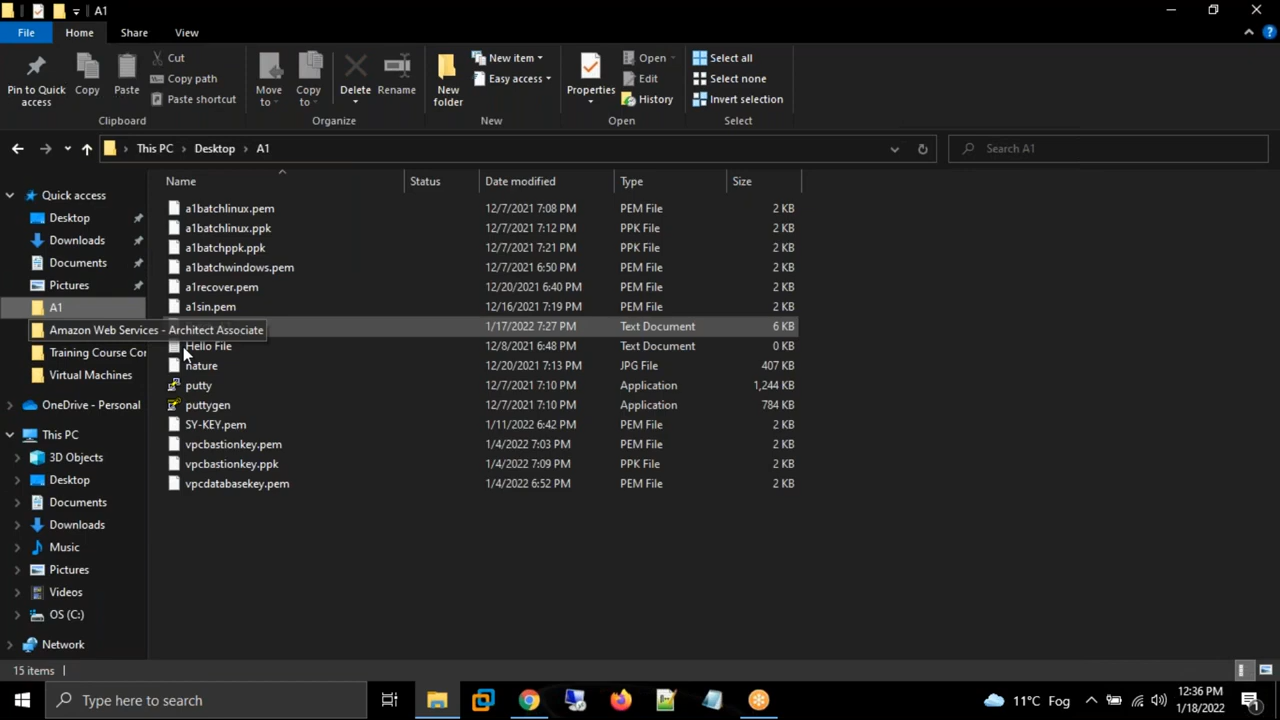 A1
File Home Share View
Pin to Quick access
Copy
Paste
Cut
Copy path
Paste shortcut
Clipboard
Move to
Copy to
Delete
Rename
Organize
New folder
New item
Easy access
New
Properties
Open
Edit
History
Open
Select all
Select none
Invert selection
Select
This PC > Desktop > A1
Search A1
Name Status Date modified Type Size
a1batchlinux.pem 12/7/2021 7:08 PM PEM File 2 KB
a1batchlinux.ppk 12/7/2021 7:12 PM PPK File 2 KB
a1batchppk.ppk 12/7/2021 7:21 PM PPK File 2 KB
a1batchwindows.pem 12/7/2021 6:50 PM PEM File 2 KB
a1recover.pem 12/20/2021 6:40 PM PEM File 2 KB
a1sin.pem 12/16/2021 7:19 PM PEM File 2 KB
1/17/2022 7:27 PM Text Document 6 KB
Hello File 12/8/2021 6:48 PM Text Document 0 KB
nature 12/20/2021 7:13 PM JPG File 407 KB
putty 12/7/2021 7:10 PM Application 1,244 KB
puttygen 12/7/2021 7:10 PM Application 784 KB
SY-KEY.pem 1/11/2022 6:42 PM PEM File 2 KB
vpcbastionkey.pem 1/4/2022 7:03 PM PEM File 2 KB
vpcbastionkey.ppk 1/4/2022 7:09 PM PPK File 2 KB
vpcdatabasekey.pem 1/4/2022 6:52 PM PEM File 2 KB
Quick access
Desktop
Downloads
Documents
Pictures
A1
Amazon Web Services - Architect Associate
Training Course Cor
Virtual Machines
OneDrive - Personal
This PC
3D Objects
Desktop
Documents
Downloads
Music
Pictures
Videos
OS (C:)
Network
15 items
Type here to search
11°C Fog
12:36 PM
1/18/2022
1